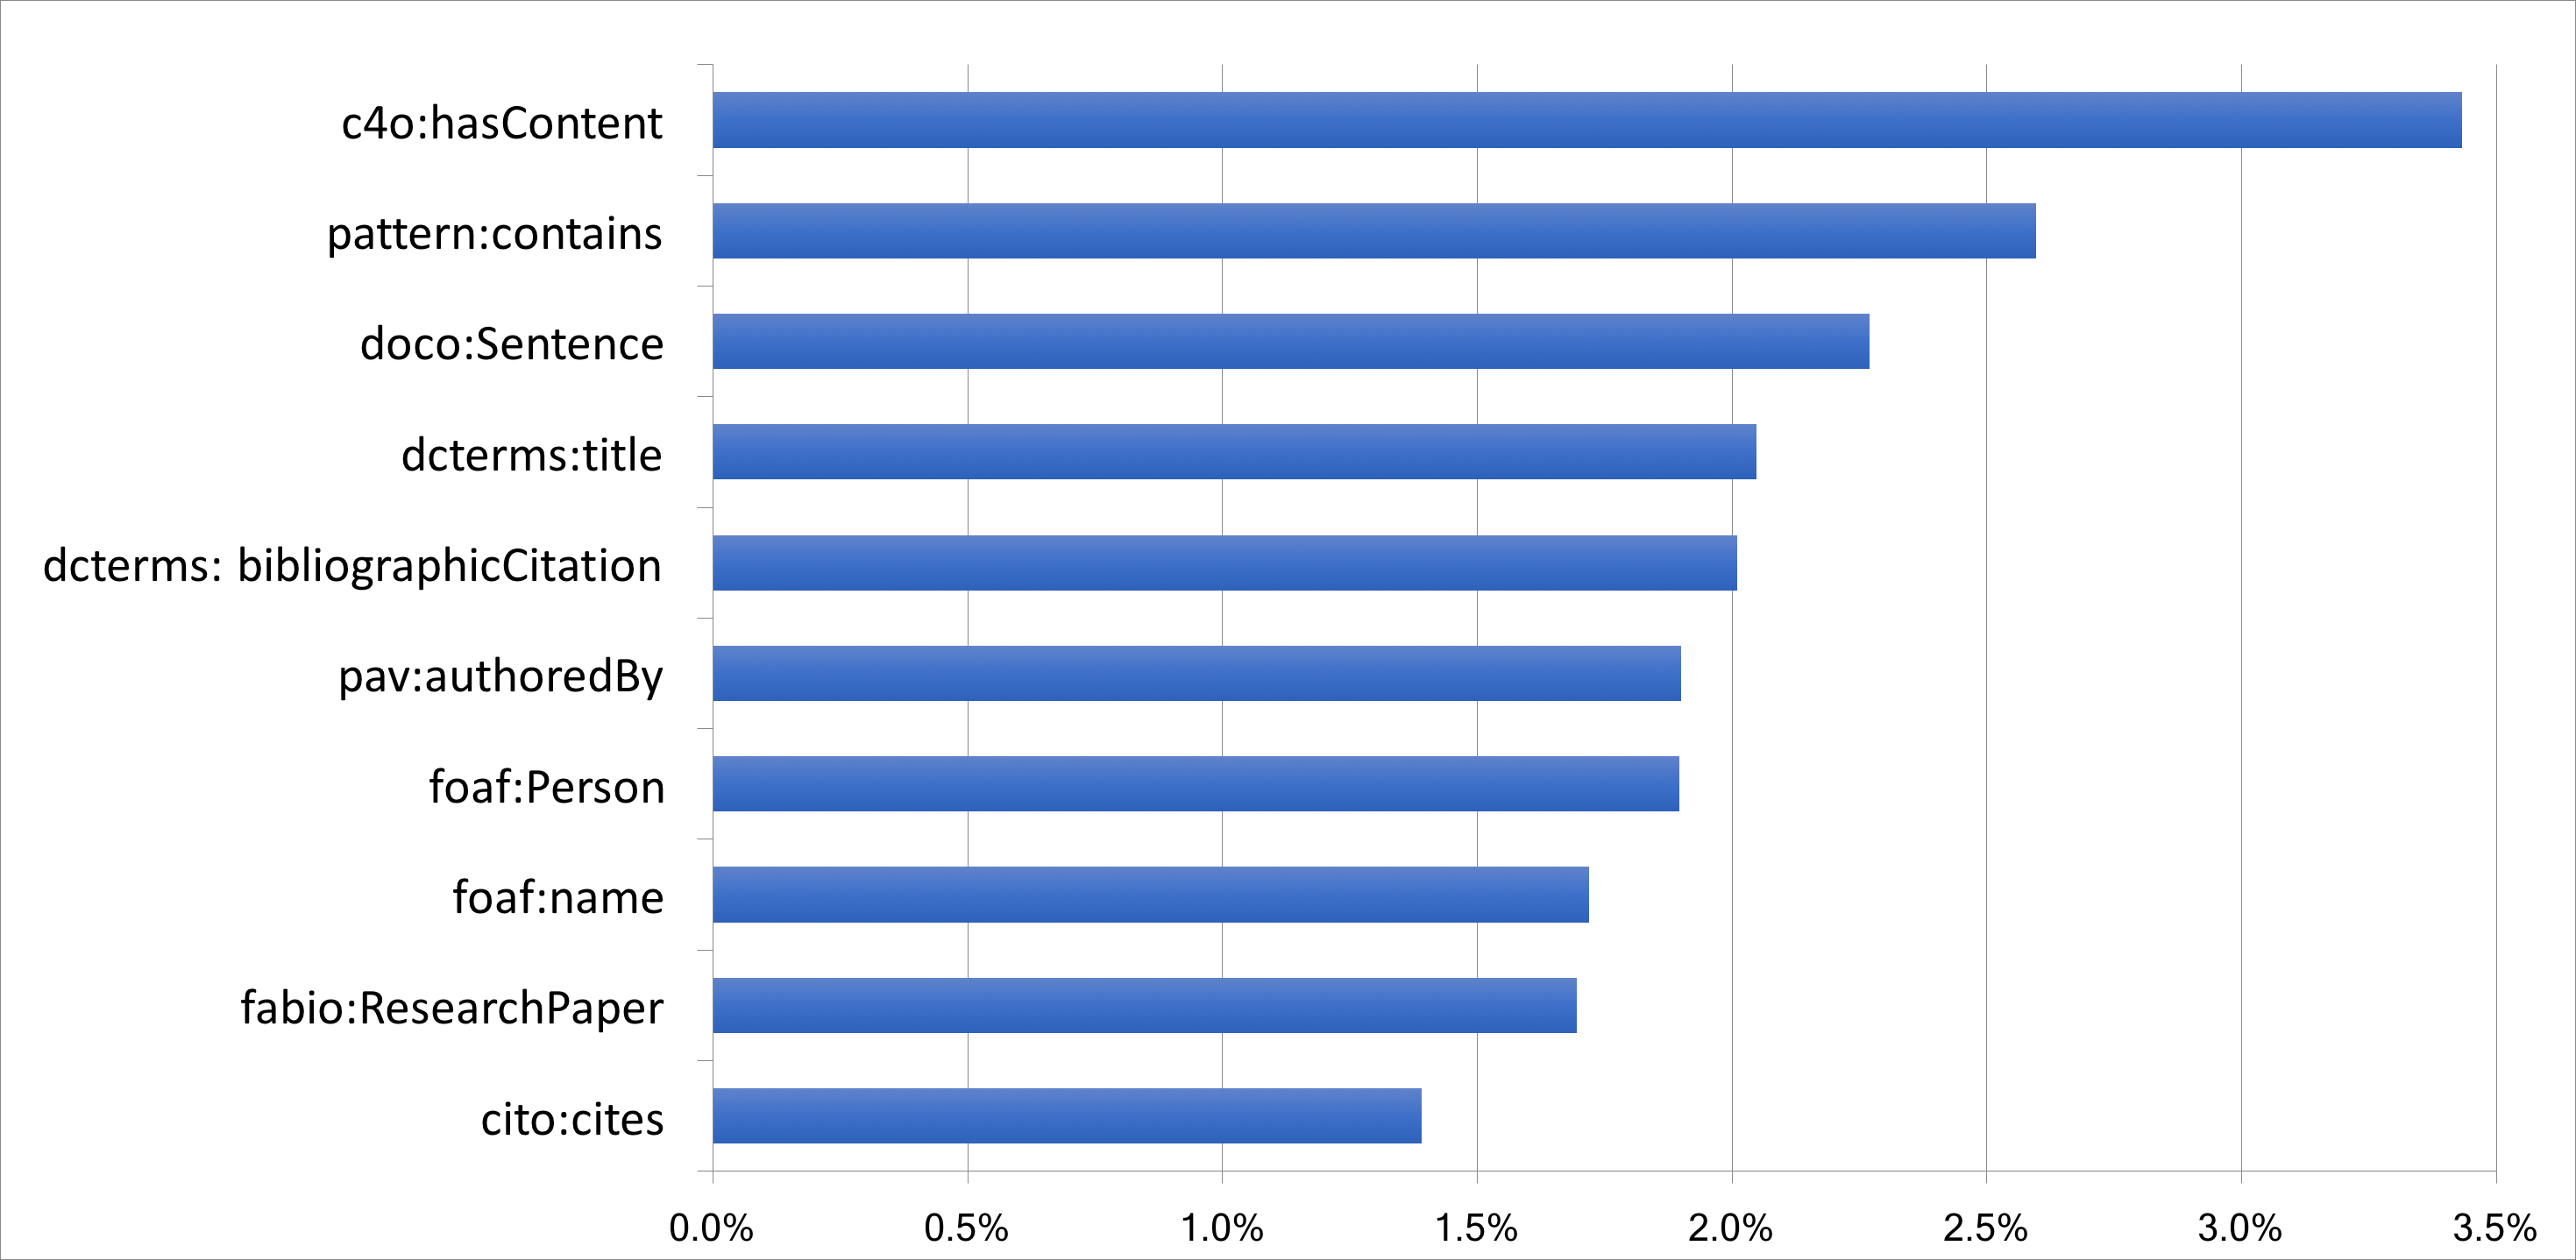 c4o:hasContent
pattern:contains
doco:Sentence
dcterms:title
dcterms: bibliographicCitation
pav:authoredBy
foaf:Person
foaf:name
fabio:ResearchPaper
cito:cites
0.0% 0.5% 1.0% 1.5% 2.0% 2.5% 3.0% 3.5%